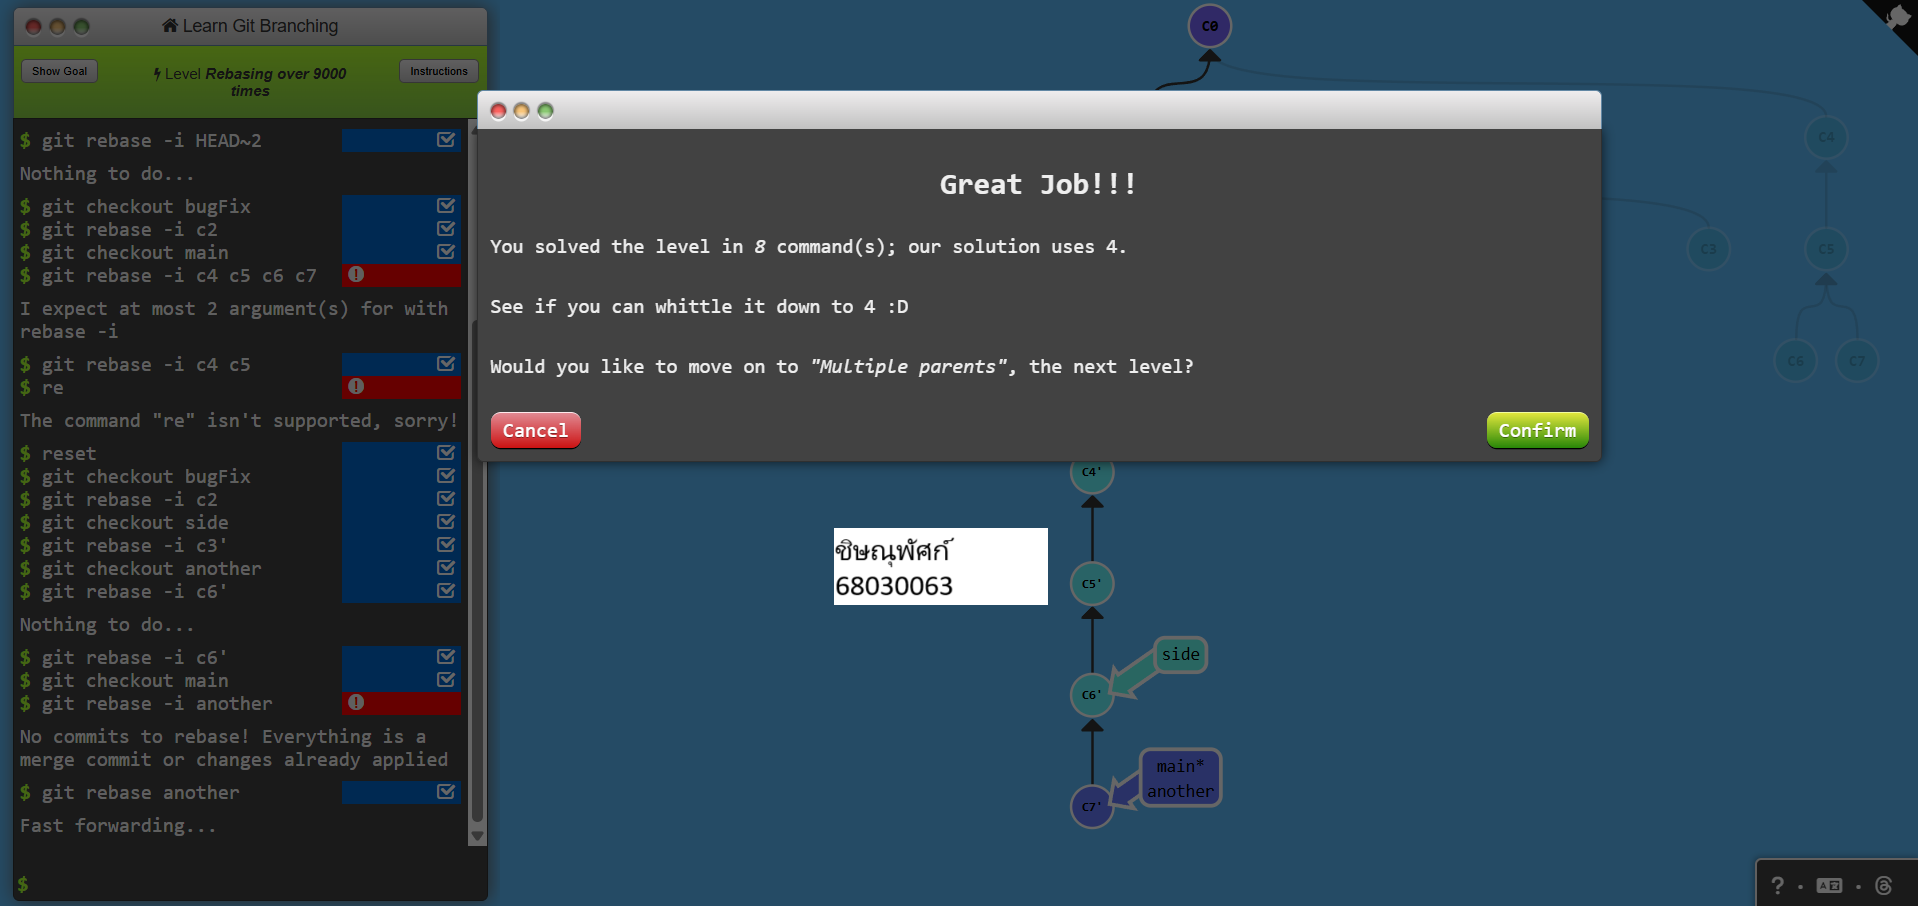 Learn Git Branching
Show Goal
Level Rebasing over 9000
times
Instructions
$ git rebase -i HEAD~2
Nothing to do...
$ git checkout bugFix
$ git rebase -i c2
$ git checkout main
$ git rebase -i c4 c5 c6 c7
I expect at most 2 argument(s) for with
rebase -i
$ git rebase -i c4 c5
$ re
The command "re" isn't supported, sorry!
$ reset
$ git checkout bugFix
$ git rebase -i c2
$ git checkout side
$ git rebase -i c3'
$ git checkout another
$ git rebase -i c6'
Nothing to do...
$ git rebase -i c6'
$ git checkout main
$ git rebase -i another
No commits to rebase! Everything is a
merge commit or changes already applied
$ git rebase another
Fast forwarding...
$
Great Job!!!
You solved the level in 8 command(s); our solution uses 4.
See if you can whittle it down to 4 :D
Would you like to move on to "Multiple parents", the next level?
Cancel
Confirm
C0
C4
C3
C5
C6
C7
C4'
ชิษณุพัศก์
68030063
C5'
side
C6'
main*
another
C7'